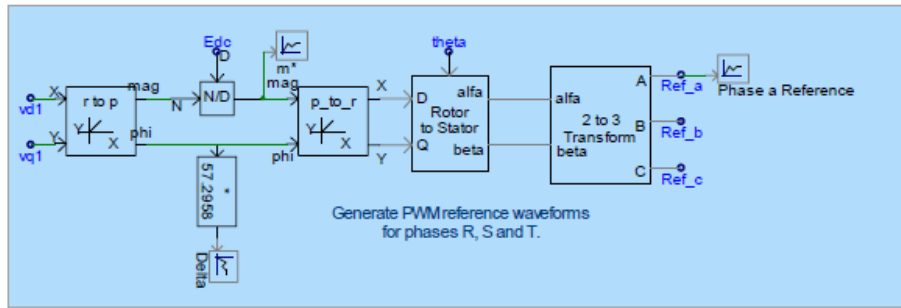 Edc
D
theta
m*
mag
mag
X
vd1
r to p
Y
X
phi
N
N/D
p_to_r
Y
X
phi
X
Y
D
alfa
Rotor
to Stator
Q
beta
alfa
2 to 3
Transform
beta
A
B
C
Ref_a
Phase a Reference
Ref_b
Ref_c
Y
vq1
*
57.2958
Delta
Generate PWM reference waveforms
for phases R, S and T.